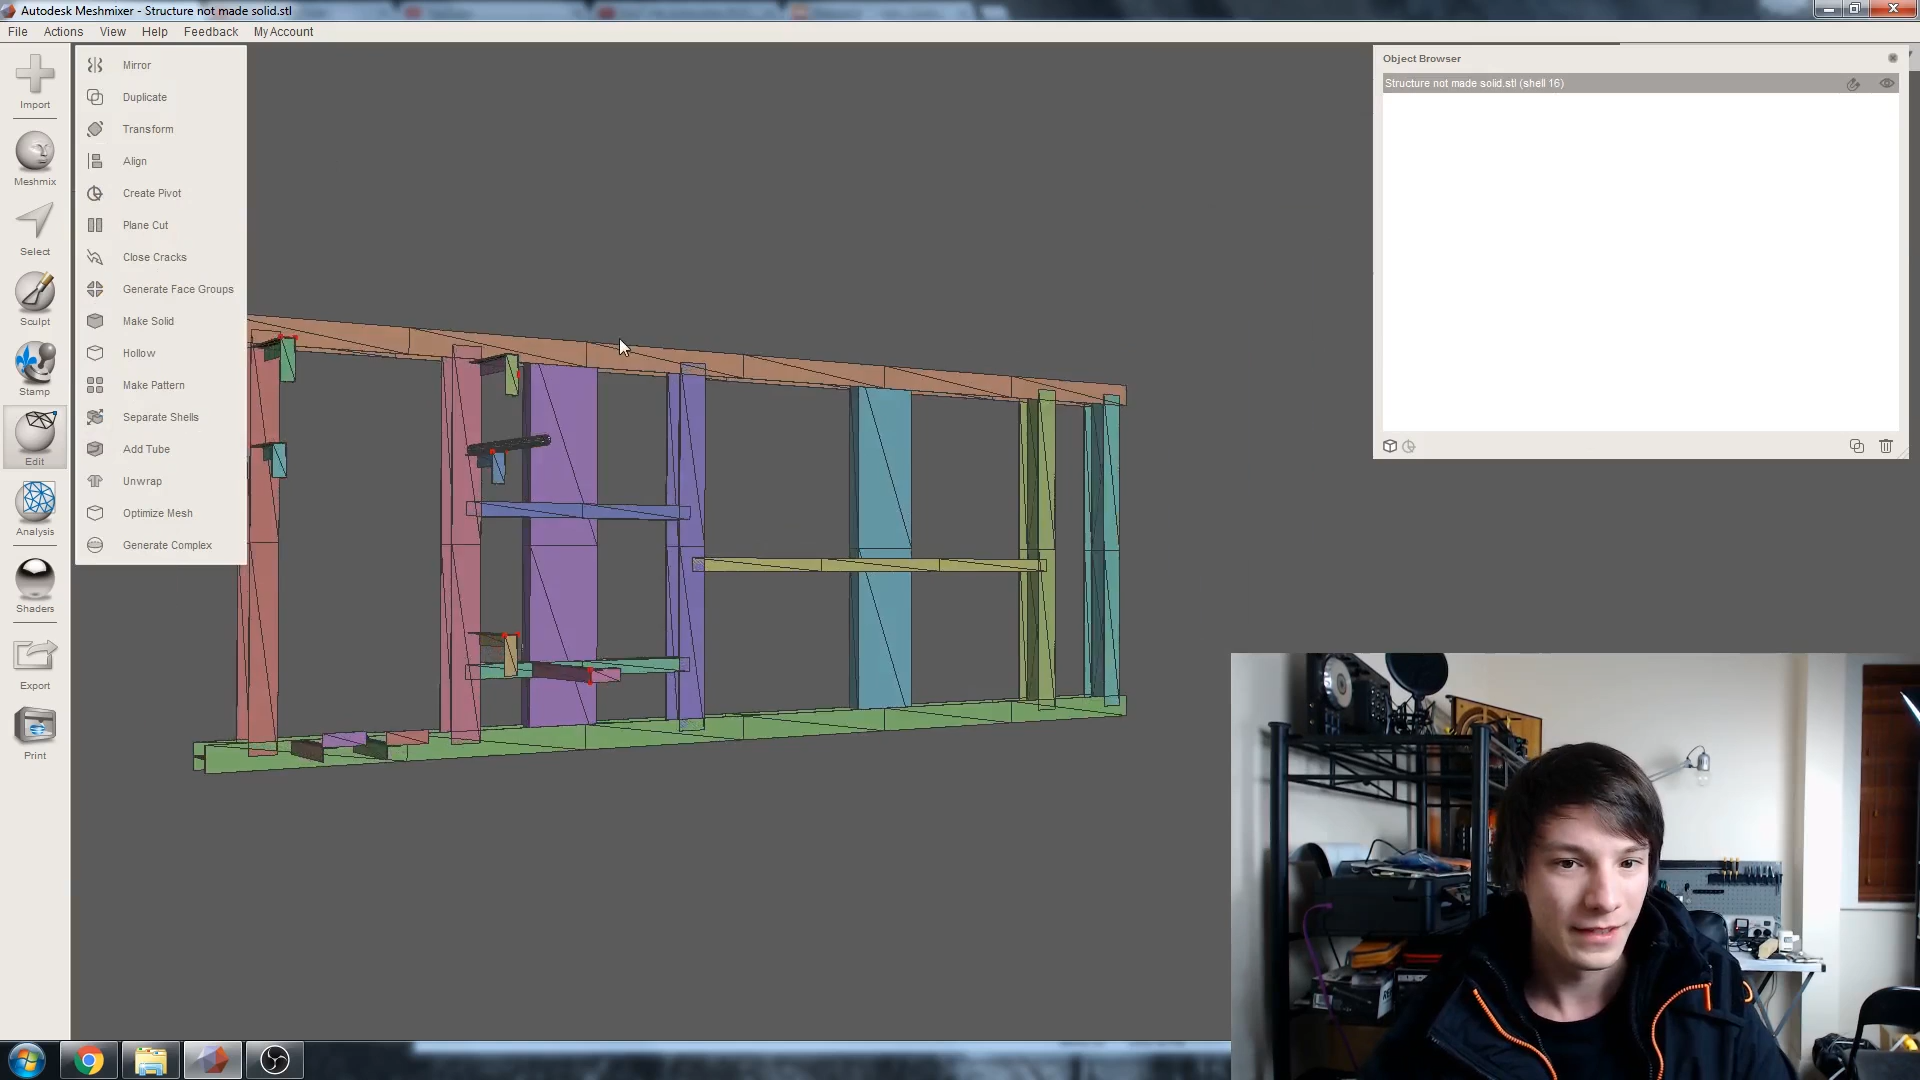 Autodesk Meshmixer - Structure not made solid.stl
File Actions View Help Feedback My Account
Import
Meshmix
Select
Sculpt
Stamp
Edit
Analysis
Shaders
Export
Print
Mirror
Duplicate
Transform
Align
Create Pivot
Plane Cut
Close Cracks
Generate Face Groups
Make Solid
Hollow
Make Pattern
Separate Shells
Add Tube
Unwrap
Optimize Mesh
Generate Complex
Object Browser
Structure not made solid.stl (shell 16)